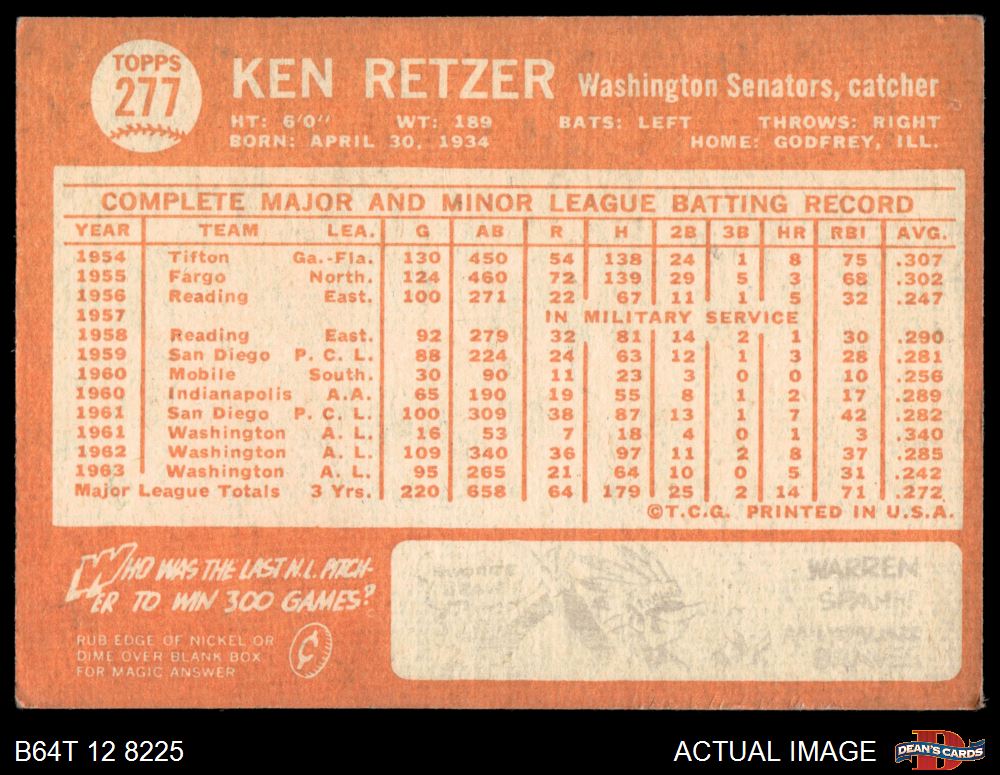 TOPPS
277
KEN RETZER Washington Senators, catcher
HT: 6'0" WT: 189 BATS: LEFT THROWS: RIGHT
BORN: APRIL 30, 1934 HOME: GODFREY, ILL.
COMPLETE MAJOR AND MINOR LEAGUE BATTING RECORD
YEAR TEAM LEA. G AB R H 2B 3B HR RBI AVG.
1954 Tifton Ga.-Fla. 130 450 54 138 24 1 8 75 .307
1955 Fargo North. 124 460 72 139 29 5 3 68 .302
1956 Reading East. 100 271 22 67 11 1 5 32 .247
1957 IN MILITARY SERVICE
1958 Reading East. 92 279 32 81 14 2 1 30 .290
1959 San Diego P. C. L. 88 224 24 63 12 1 3 28 .281
1960 Mobile South. 30 90 11 23 3 0 0 10 .256
1960 Indianapolis A.A. 65 190 19 55 8 1 2 17 .289
1961 San Diego P. C. L. 100 309 38 87 13 1 7 42 .282
1961 Washington A. L. 16 53 7 18 4 0 1 3 .340
1962 Washington A. L. 109 340 36 97 11 2 8 37 .285
1963 Washington A. L. 95 265 21 64 10 0 5 31 .242
Major League Totals 3 Yrs. 220 658 64 179 25 2 14 71 .272
©T.C.G. PRINTED IN U.S.A.
WHO WAS THE LAST N.L. PITCH-
ER TO WIN 300 GAMES?
RUB EDGE OF NICKEL OR
DIME OVER BLANK BOX
FOR MAGIC ANSWER
WARREN
SPAHN
MILWAUKEE
BRAVES
B64T 12 8225
ACTUAL IMAGE
DEAN'S CARDS